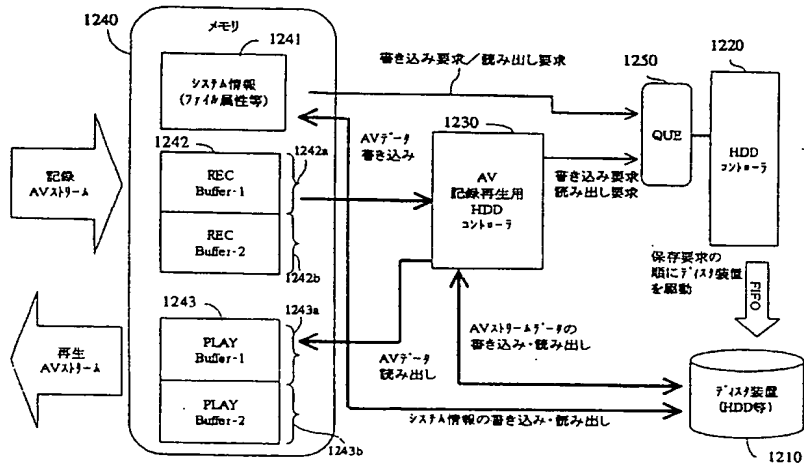 1240
メモリ
1241
システム情報
(ファイル属性等)
書き込み要求／読み出し要求
1250
QUE
1220
HDD
コントローラ
記録
AVストリーム
1242
1242a
REC
Buffer-1
REC
Buffer-2
1242b
AVデータ
書き込み
1230
AV
記録再生用
HDD
コントローラ
書き込み要求/
読み出し要求
保存要求の
順にディスク装置
を駆動
FIFO
再生
AVストリーム
1243
1243a
PLAY
Buffer-1
PLAY
Buffer-2
1243b
AVデータ
読み出し
AVストリームデータの
書き込み・読み出し
システム情報の書き込み・読み出し
ディスク装置
(HDD等)
1210